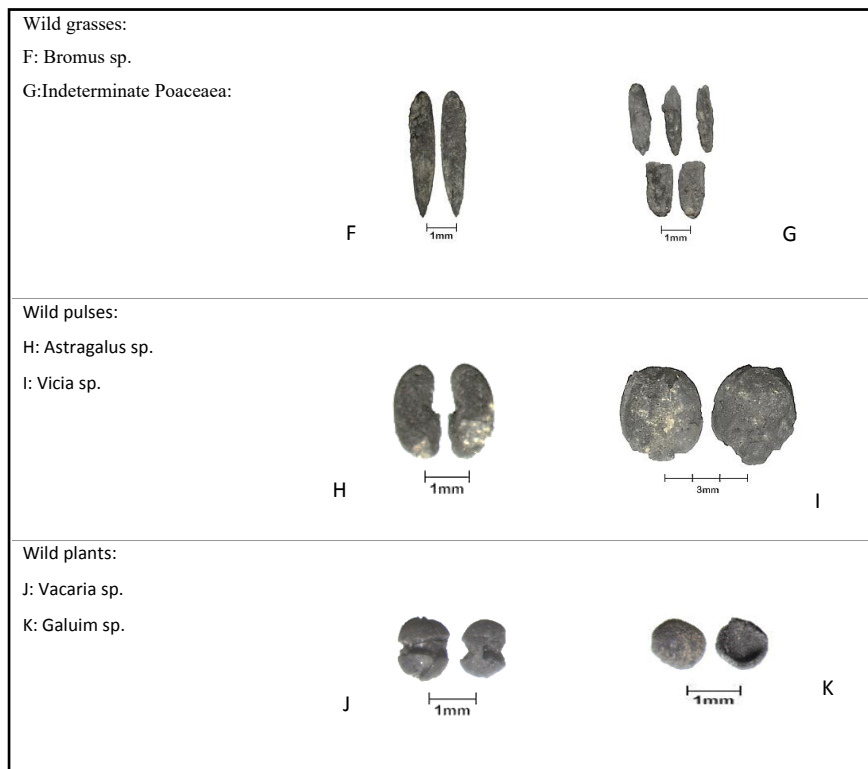 Wild grasses:
F: Bromus sp.
G:Indeterminate Poaceaea:
F
1mm
1mm
G
Wild pulses:
H: Astragalus sp.
I: Vicia sp.
H
1mm
3mm
I
Wild plants:
J: Vacaria sp.
K: Galuim sp.
J
1mm
1mm
K